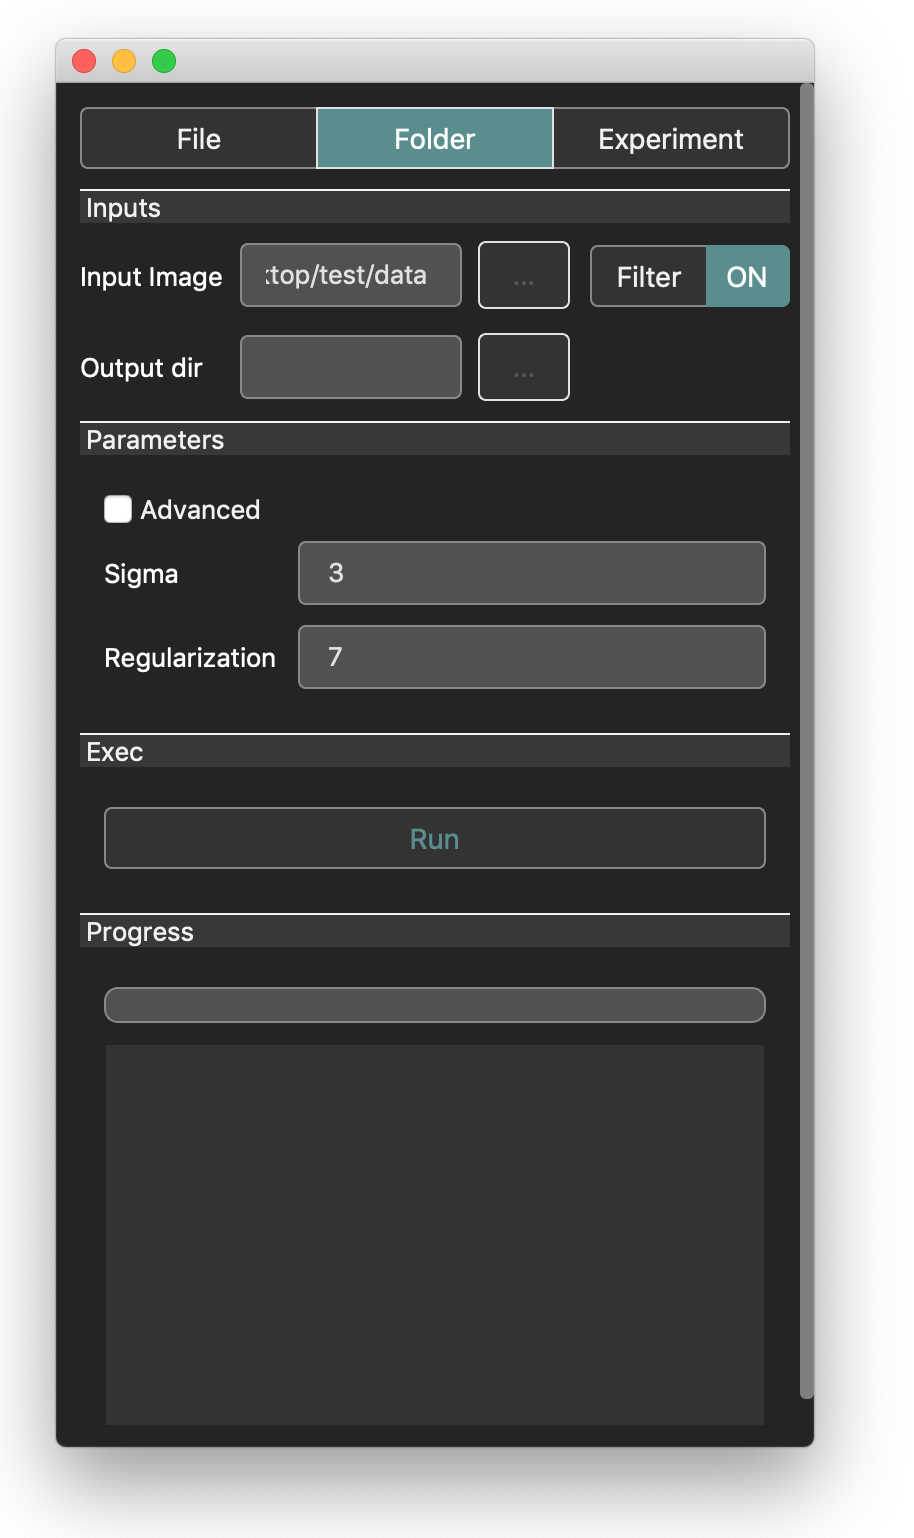 File Folder Experiment
Inputs
Input Image top/test/data ... Filter ON
Output dir ...
Parameters
Advanced
Sigma 3
Regularization 7
Exec
Run
Progress